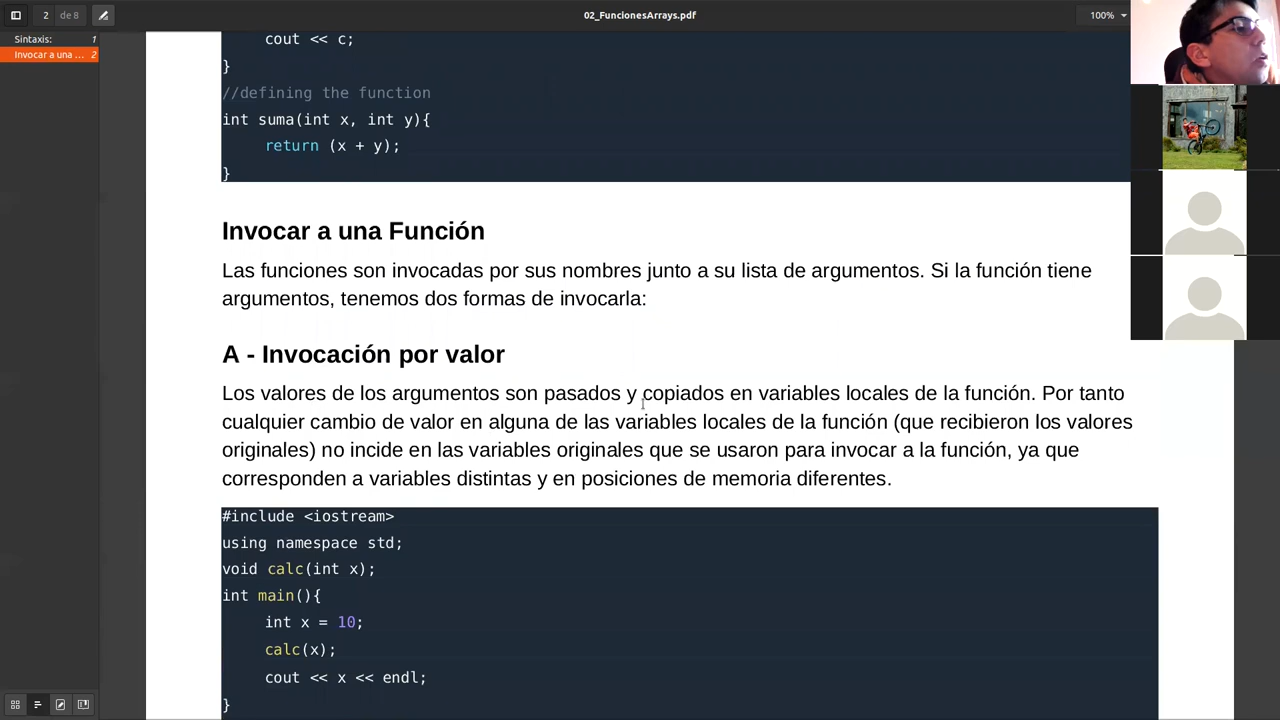 2 de 8
02_FuncionesArrays.pdf
100%
Sintaxis: 1
Invocar a una ... 2
cout << c;
}
//defining the function
int suma(int x, int y){
return (x + y);
}
Invocar a una Función
Las funciones son invocadas por sus nombres junto a su lista de argumentos. Si la función tiene
argumentos, tenemos dos formas de invocarla:
A - Invocación por valor
Los valores de los argumentos son pasados y copiados en variables locales de la función. Por tanto
cualquier cambio de valor en alguna de las variables locales de la función (que recibieron los valores
originales) no incide en las variables originales que se usaron para invocar a la función, ya que
corresponden a variables distintas y en posiciones de memoria diferentes.
#include <iostream>
using namespace std;
void calc(int x);
int main(){
int x = 10;
calc(x);
cout << x << endl;
}